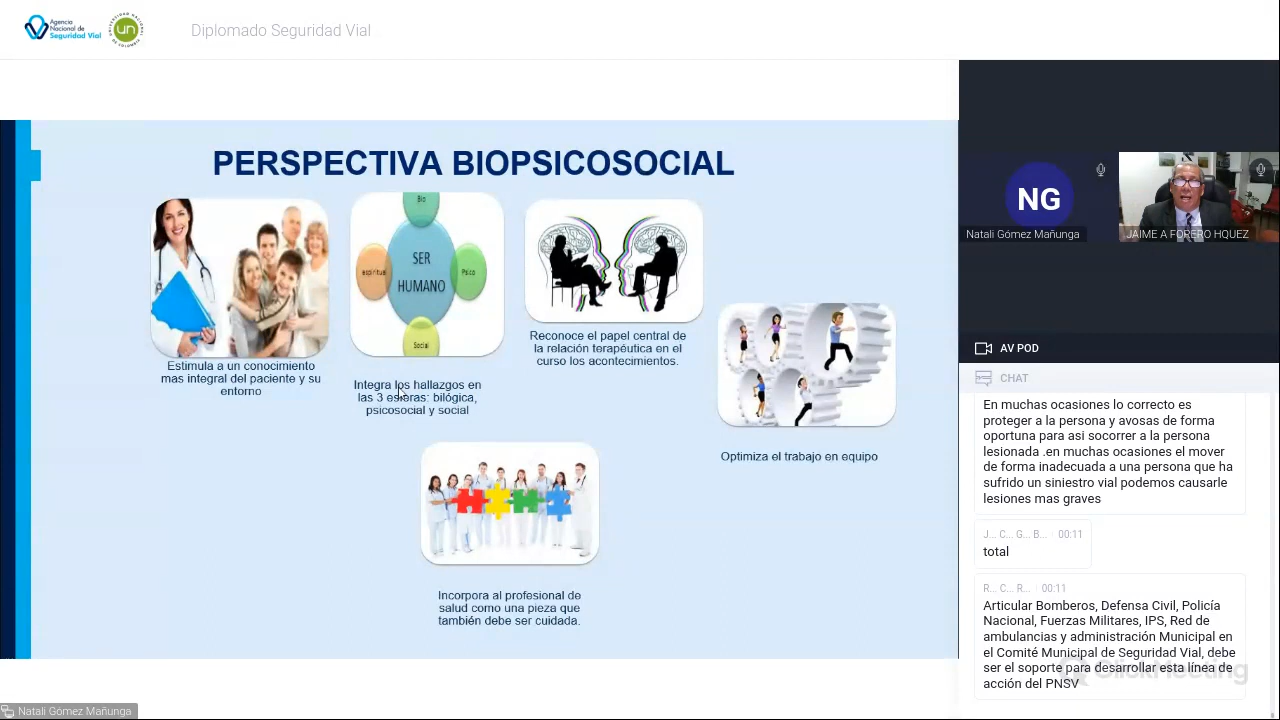 Agencia
Nacional de
Seguridad Vial
un
Diplomado Seguridad Vial
PERSPECTIVA BIOPSICOSOCIAL
Bio
espiritual
SER
HUMANO
Psico
Social
Estimula a un conocimiento
mas integral del paciente y su
entorno
Integra los hallazgos en
las 3 esferas: bilógica,
psicosocial y social
Reconoce el papel central de
la relación terapéutica en el
curso los acontecimientos.
Optimiza el trabajo en equipo
Incorpora al profesional de
salud como una pieza que
también debe ser cuidada.
NG
Natali Gómez Mañunga
JAIME A FORERO HQUEZ
AV POD
CHAT
En muchas ocasiones lo correcto es
proteger a la persona y avosas de forma
oportuna para asi socorrer a la persona
lesionada .en muchas ocasiones el mover
de forma inadecuada a una persona que ha
sufrido un siniestro vial podemos causarle
lesiones mas graves
J... C... G... B... 00:11
total
R... C... R... 00:11
Articular Bomberos, Defensa Civil, Policía
Nacional, Fuerzas Militares, IPS, Red de
ambulancias y administración Municipal en
el Comité Municipal de Seguridad Vial, debe
ser el soporte para desarrollar esta línea de
acción del PNSV
ClickMeeting
Natali Gómez Mañunga